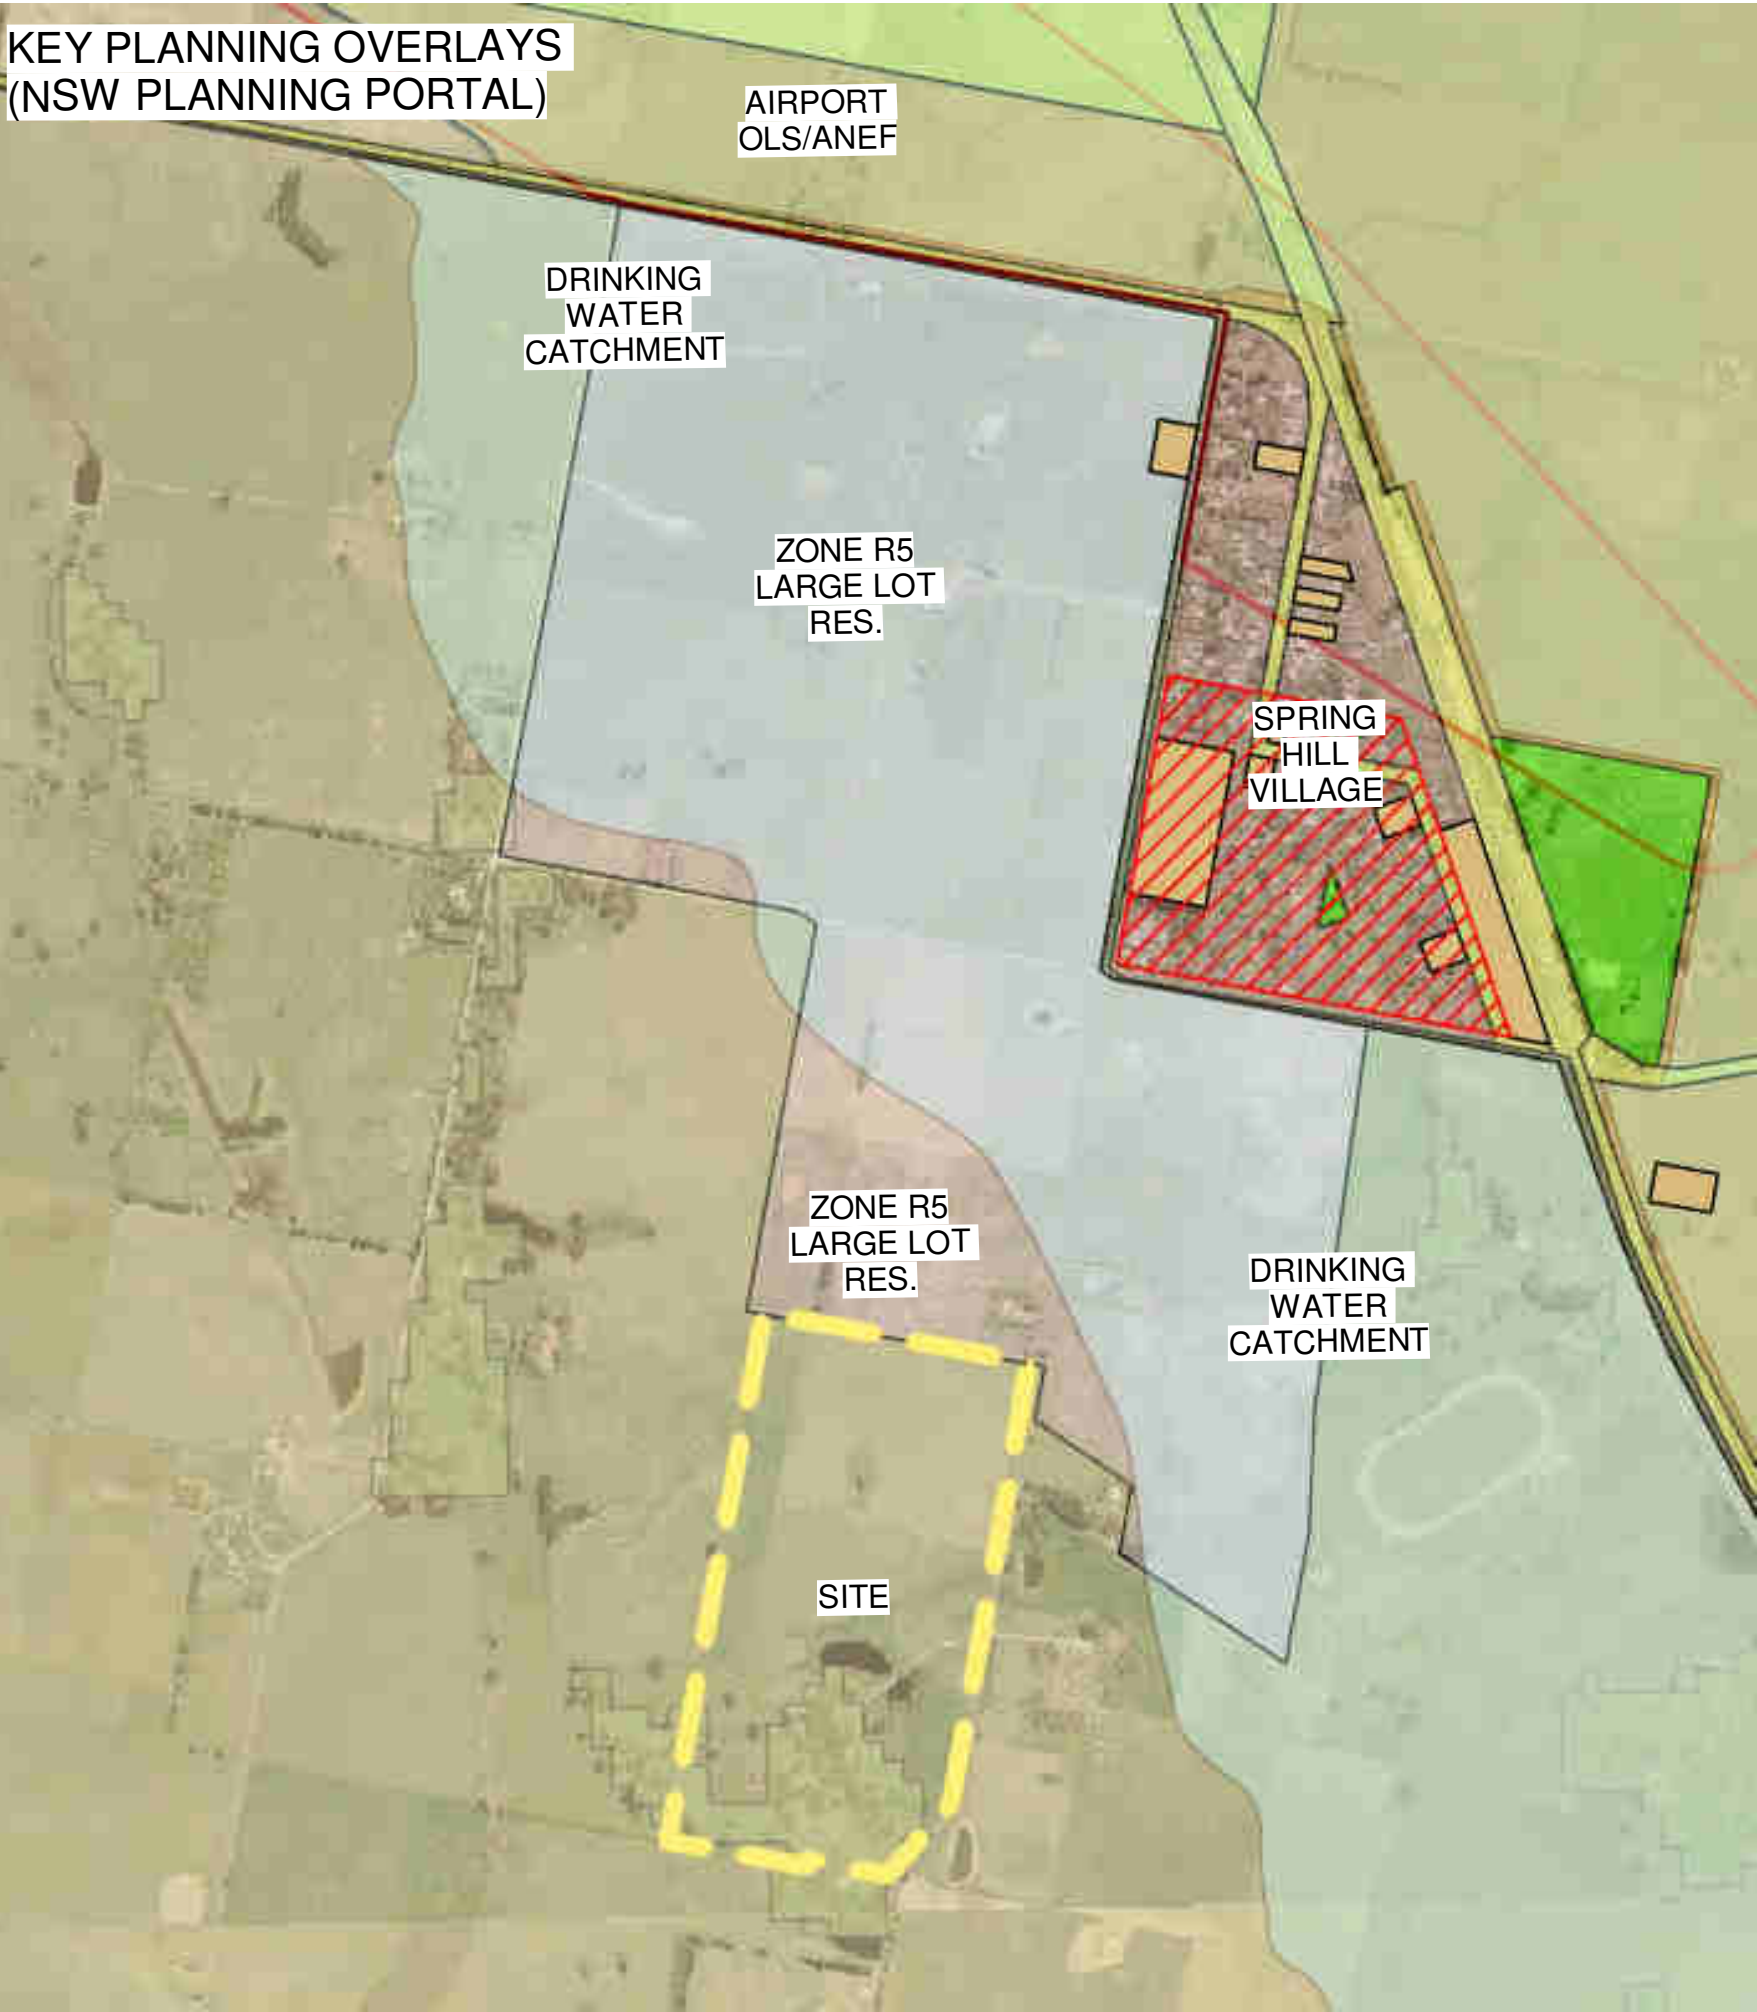 KEY PLANNING OVERLAYS
(NSW PLANNING PORTAL)
AIRPORT
OLS/ANEF
DRINKING
WATER
CATCHMENT
ZONE R5
LARGE LOT
RES.
SPRING
HILL
VILLAGE
ZONE R5
LARGE LOT
RES.
DRINKING
WATER
CATCHMENT
SITE